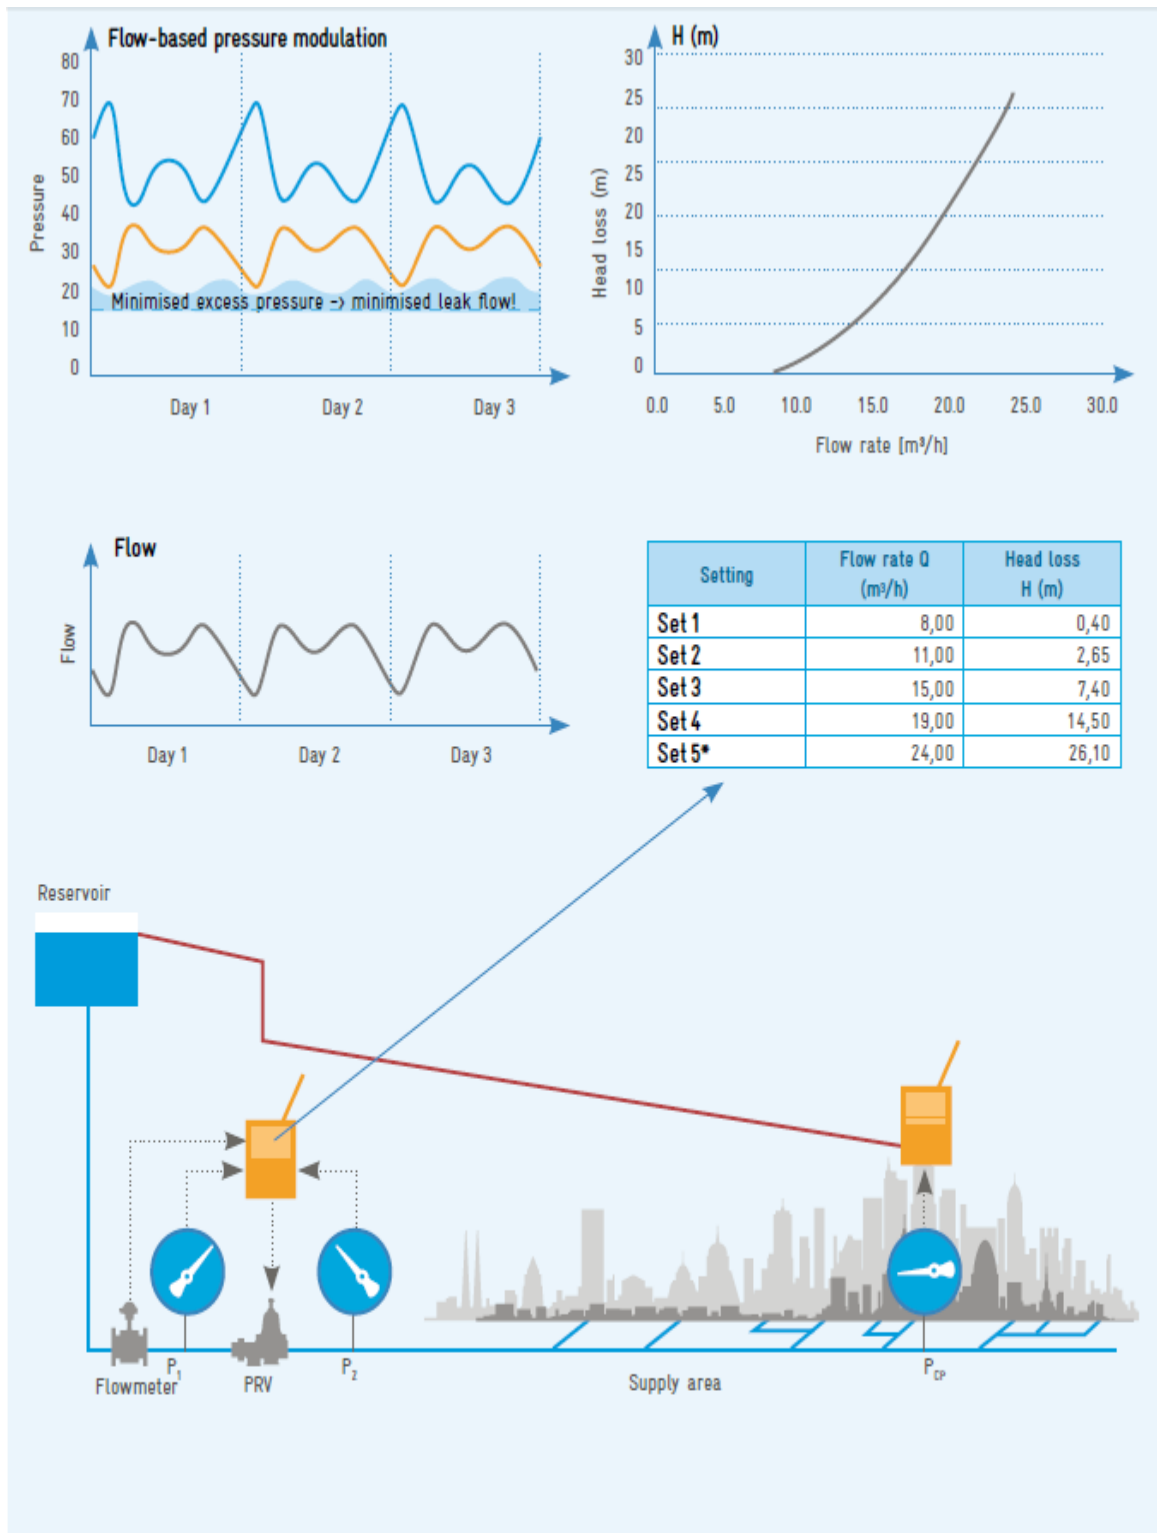 Flow-based pressure modulation
80
70
60
50
40
30
20
10
0
Pressure
Minimised excess pressure -> minimised leak flow!
Day 1
Day 2
Day 3
H (m)
30
25
20
25
20
15
10
5
0
Head loss (m)
0.0 5.0 10.0 15.0 20.0 25.0 30.0
Flow rate [m³/h]
Flow
Flow
Day 1
Day 2
Day 3
Setting Flow rate Q (m³/h) Head loss H (m)
Set 1 8,00 0,40
Set 2 11,00 2,65
Set 3 15,00 7,40
Set 4 19,00 14,50
Set 5* 24,00 26,10
Reservoir
Flowmeter
P₁
PRV
P₂
Supply area
P_CP